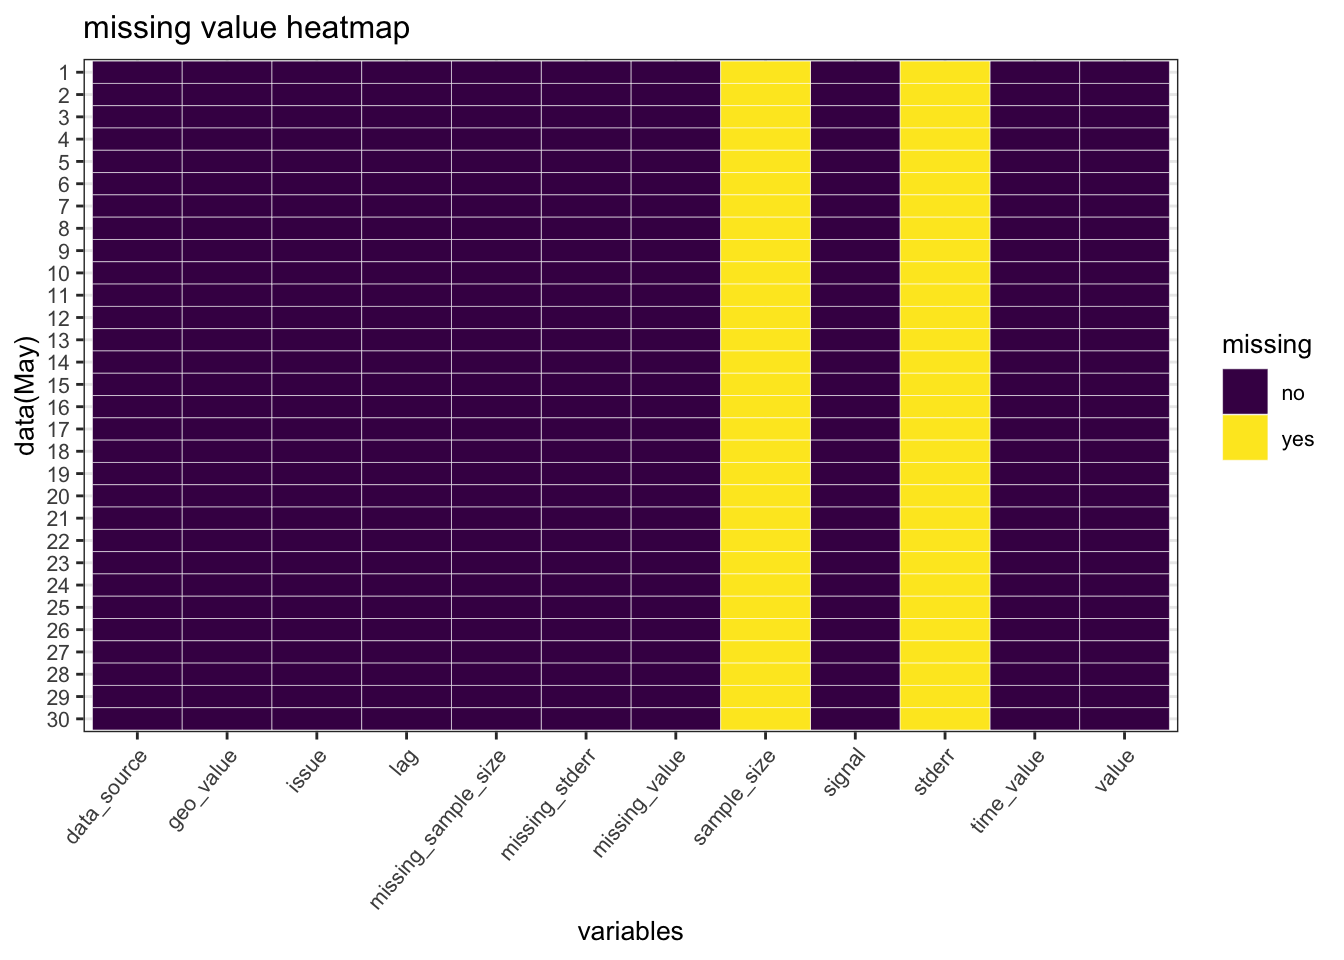 missing value heatmap
data(May)
1
2
3
4
5
6
7
8
9
10
11
12
13
14
15
16
17
18
19
20
21
22
23
24
25
26
27
28
29
30
data_source
geo_value
issue
lag
missing_sample_size
missing_stderr
missing_value
sample_size
signal
stderr
time_value
value
variables
missing
no
yes